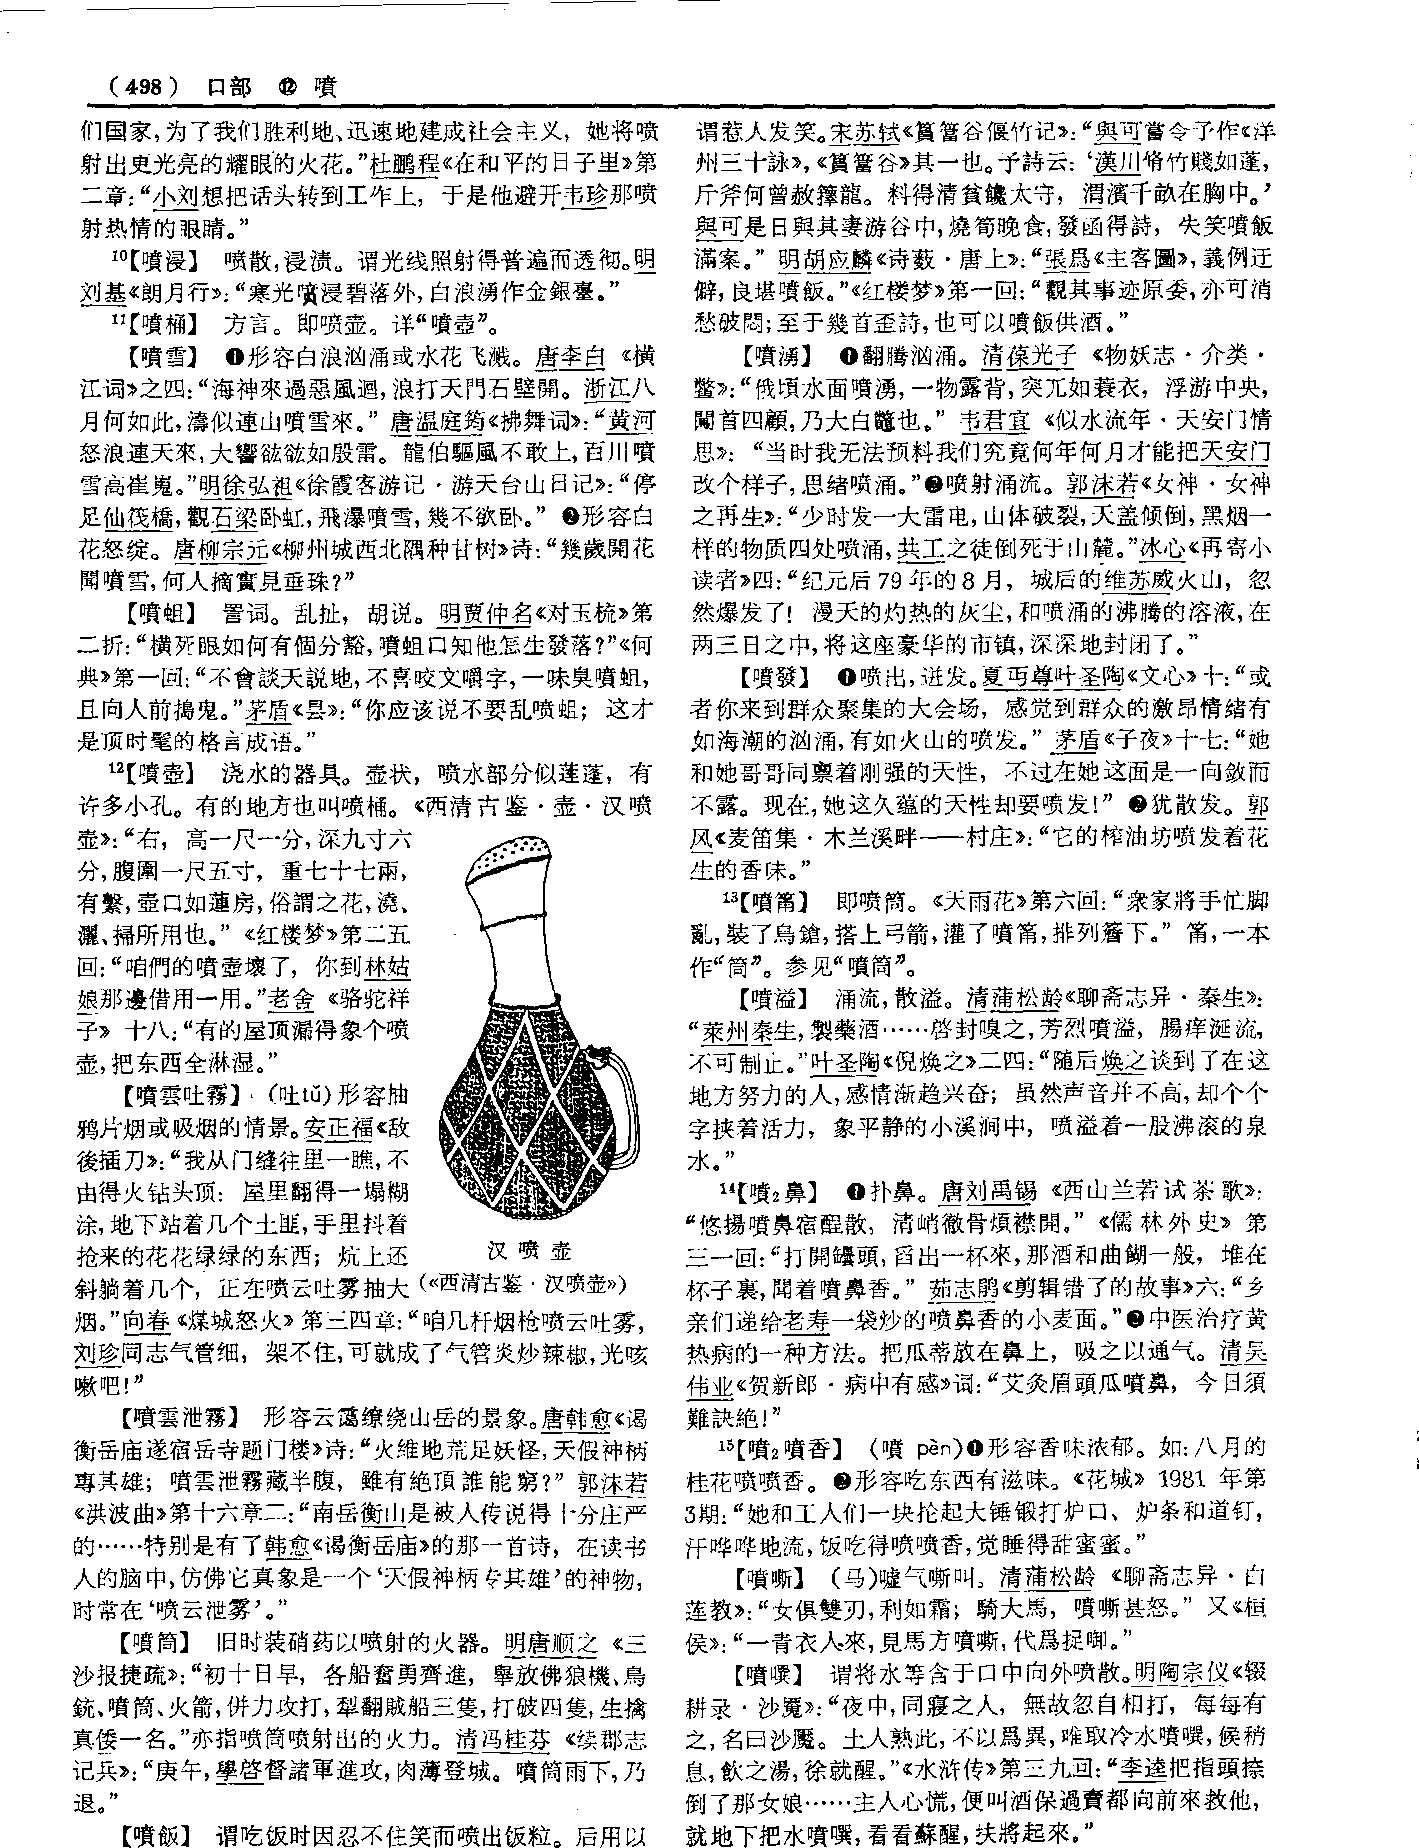 （498） 口部 ⑫ 噴
们国家，为了我们胜利地、迅速地建成社会主义，她将喷
射出更光亮的耀眼的火花。”杜鹏程《在和平的日子里》第
二章：“小刘想把话头转到工作上，于是他避开韦珍那喷
射热情的眼睛。”
10【噴浸】 喷散，浸渍。谓光线照射得普遍而透彻。明
刘基《朗月行》：“寒光噴浸碧落外，白浪湧作金銀臺。”
11【噴桶】 方言。即喷壶。详“噴壺”。
【噴雪】 ❶形容白浪汹涌或水花飞溅。唐李白《横
江词》之四：“海神來過惡風迴，浪打天門石壁開。浙江八
月何如此，濤似連山噴雪來。”唐温庭筠《拂舞词》：“黄河
怒浪連天來，大響谹谹如殷雷。龍伯驅風不敢上，百川噴
雪高崔嵬。”明徐弘祖《徐霞客游记·游天台山日记》：“停
足仙筏橋，觀石梁卧虹，飛瀑噴雪，幾不欲卧。” ❷形容白
花怒绽。唐柳宗元《柳州城西北隅种甘树》诗：“幾歲開花
聞噴雪，何人摘實見垂珠？”
【噴蛆】 詈词。乱扯，胡说。明贾仲名《对玉梳》第
二折：“横死眼如何有個分豁，噴蛆口知他怎生發落？”《何
典》第一回：“不會談天説地，不喜咬文嚼字，一味臭噴蛆，
且向人前搗鬼。”茅盾《昙》：“你应该说不要乱喷蛆；这才
是顶时髦的格言成语。”
12【噴壺】 浇水的器具。壶状，喷水部分似莲蓬，有
许多小孔。有的地方也叫喷桶。《西清古鉴·壶·汉喷
壶》：“右，高一尺一分，深九寸六
分，腹圍一尺五寸，重七十七兩，
有繫，壺口如蓮房，俗謂之花，澆、
灑、掃所用也。”《红楼梦》第二五
回：“咱們的噴壺壞了，你到林姑
娘那邊借用一用。”老舍《骆驼祥
子》十八：“有的屋顶漏得象个喷
壶，把东西全淋湿。”
【噴雲吐霧】 （吐tǔ）形容抽
鸦片烟或吸烟的情景。安正福《敌
後插刀》：“我从门缝往里一瞧，不
由得火钻头顶：屋里翻得一塌糊
涂，地下站着几个土匪，手里抖着
抢来的花花绿绿的东西；炕上还
斜躺着几个，正在喷云吐雾抽大
汉喷壶
（《西清古鉴·汉喷壶》）
烟。”向春《煤城怒火》第三四章：“咱几杆烟枪喷云吐雾，
刘珍同志气管细，架不住，可就成了气管炎炒辣椒，光咳
嗽吧！”
【噴雲泄霧】 形容云霭缭绕山岳的景象。唐韩愈《谒
衡岳庙遂宿岳寺题门楼》诗：“火维地荒足妖怪，天假神柄
專其雄；噴雲泄霧藏半腹，雖有絶頂誰能窮？”郭沫若
《洪波曲》第十六章二：“南岳衡山是被人传说得十分庄严
的……特别是有了韩愈《谒衡岳庙》的那一首诗，在读书
人的脑中，仿佛它真象是一个‘天假神柄专其雄’的神物，
时常在‘喷云泄雾’。”
【噴筒】 旧时装硝药以喷射的火器。明唐顺之《三
沙报捷疏》：“初十日早，各船奮勇齊進，舉放佛狼機、鳥
銃、噴筒、火箭，併力攻打，犁翻賊船三隻，打破四隻，生擒
真倭一名。”亦指喷筒喷射出的火力。清冯桂芬《续郡志
记兵》：“庚午，學啓督諸軍進攻，肉薄登城。噴筒雨下，乃
退。”
【噴飯】 谓吃饭时因忍不住笑而喷出饭粒。后用以
谓惹人发笑。宋苏轼《篔簹谷偃竹记》：“與可嘗令予作《洋
州三十詠》，《篔簹谷》其一也。予詩云：‘漢川脩竹賤如蓬，
斤斧何曾赦籜龍。料得清貧饞太守，渭濱千畝在胸中。’
與可是日與其妻游谷中，燒筍晚食，發函得詩，失笑噴飯
滿案。”明胡应麟《诗薮·唐上》：“張爲《主客圖》，義例迂
僻，良堪噴飯。”《红楼梦》第一回：“觀其事迹原委，亦可消
愁破悶；至于幾首歪詩，也可以噴飯供酒。”
【噴湧】 ❶翻腾汹涌。清葆光子《物妖志·介类·
鳖》：“俄頃水面噴湧，一物露背，突兀如蓑衣，浮游中央，
闖首四顧，乃大白鼈也。”韦君宜《似水流年·天安门情
思》：“当时我无法预料我们究竟何年何月才能把天安门
改个样子，思绪喷涌。”❷喷射涌流。郭沫若《女神·女神
之再生》：“少时发一大雷电，山体破裂，天盖倾倒，黑烟一
样的物质四处喷涌，共工之徒倒死于山麓。”冰心《再寄小
读者》四：“纪元后79年的8月，城后的维苏威火山，忽
然爆发了！漫天的灼热的灰尘，和喷涌的沸腾的溶液，在
两三日之中，将这座豪华的市镇，深深地封闭了。”
【噴發】 ❶喷出，迸发。夏丏尊叶圣陶《文心》十：“或
者你来到群众聚集的大会场，感觉到群众的激昂情绪有
如海潮的汹涌，有如火山的喷发。”茅盾《子夜》十七：“她
和她哥哥同禀着刚强的天性，不过在她这面是一向敛而
不露。现在，她这久蕴的天性却要喷发！” ❷犹散发。郭
风《麦笛集·木兰溪畔——村庄》：“它的榨油坊喷发着花
生的香味。”
13【噴筩】 即喷筒。《天雨花》第六回：“衆家將手忙脚
亂，裝了鳥鎗，搭上弓箭，灌了噴筩，排列簷下。”筩，一本
作“筒”。参见“噴筒”。
【噴溢】 涌流，散溢。清蒲松龄《聊斋志异·秦生》：
“萊州秦生，製藥酒……啓封嗅之，芳烈噴溢，腸痒涎流，
不可制止。”叶圣陶《倪焕之》二四：“随后焕之谈到了在这
地方努力的人，感情渐趋兴奋；虽然声音并不高，却个个
字挟着活力，象平静的小溪涧中，喷溢着一股沸滚的泉
水。”
14【噴₂鼻】 ❶扑鼻。唐刘禹锡《西山兰若试茶歌》：
“悠揚噴鼻宿酲散，清峭徹骨煩襟開。”《儒林外史》第
三一回：“打開罎頭，舀出一杯來，那酒和曲餬一般，堆在
杯子裏，聞着噴鼻香。”茹志鹃《剪辑错了的故事》六：“乡
亲们递给老寿一袋炒的喷鼻香的小麦面。”❷中医治疗黄
热病的一种方法。把瓜蒂放在鼻上，吸之以通气。清吴
伟业《贺新郎·病中有感》词：“艾灸眉頭瓜噴鼻，今日須
難訣絶！”
15【噴₂噴香】 （噴 pèn）❶形容香味浓郁。如：八月的
桂花喷喷香。❷形容吃东西有滋味。《花城》1981年第
3期：“她和工人们一块抡起大锤锻打炉口、炉条和道钉，
汗哗哗地流，饭吃得喷喷香，觉睡得甜蜜蜜。”
【噴嘶】 （马）嘘气嘶叫。清蒲松龄《聊斋志异·白
莲教》：“女俱雙刃，利如霜；騎大馬，噴嘶甚怒。”又《桓
侯》：“一青衣人來，見馬方噴嘶，代爲捉啣。”
【噴噀】 谓将水等含于口中向外喷散。明陶宗仪《辍
耕录·沙魇》：“夜中，同寢之人，無故忽自相打，每每有
之，名曰沙魘。土人熟此，不以爲異，唯取冷水噴噀，候稍
息，飲之湯，徐就醒。”《水浒传》第三九回：“李逵把指頭捺
倒了那女娘……主人心慌，便叫酒保過賣都向前來救他，
就地下把水噴噀，看看蘇醒，扶將起來。”